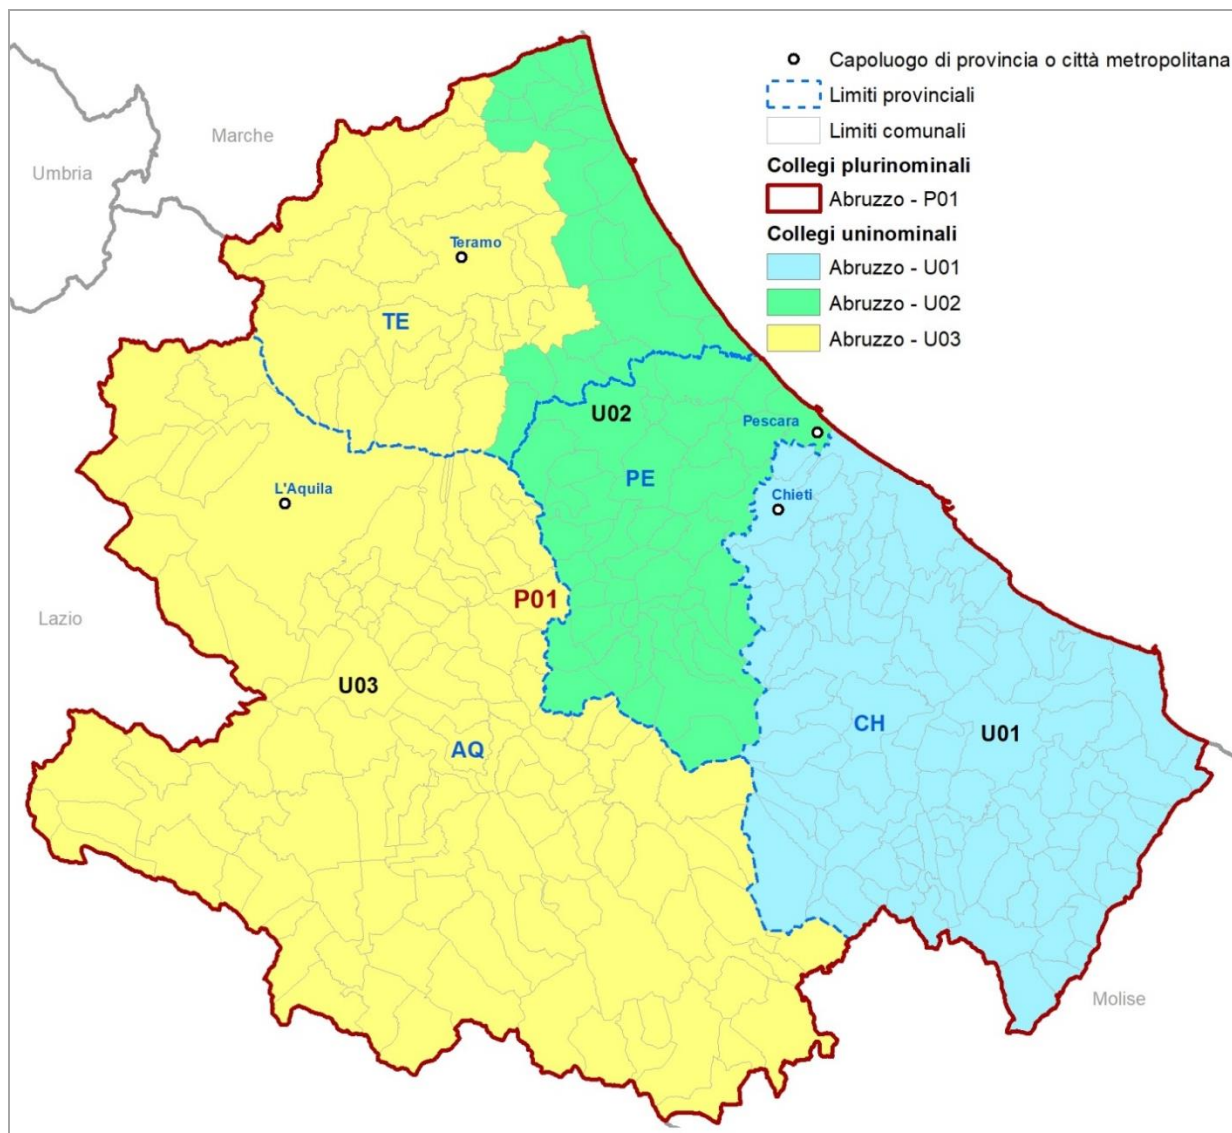 Capoluogo di provincia o città metropolitana
Limiti provinciali
Limiti comunali
Collegi plurinominali
Abruzzo - P01
Collegi uninominali
Abruzzo - U01
Abruzzo - U02
Abruzzo - U03
Marche
Umbria
Teramo
TE
U02
Pescara
PE
L'Aquila
Chieti
P01
Lazio
U03
CH
U01
AQ
Molise